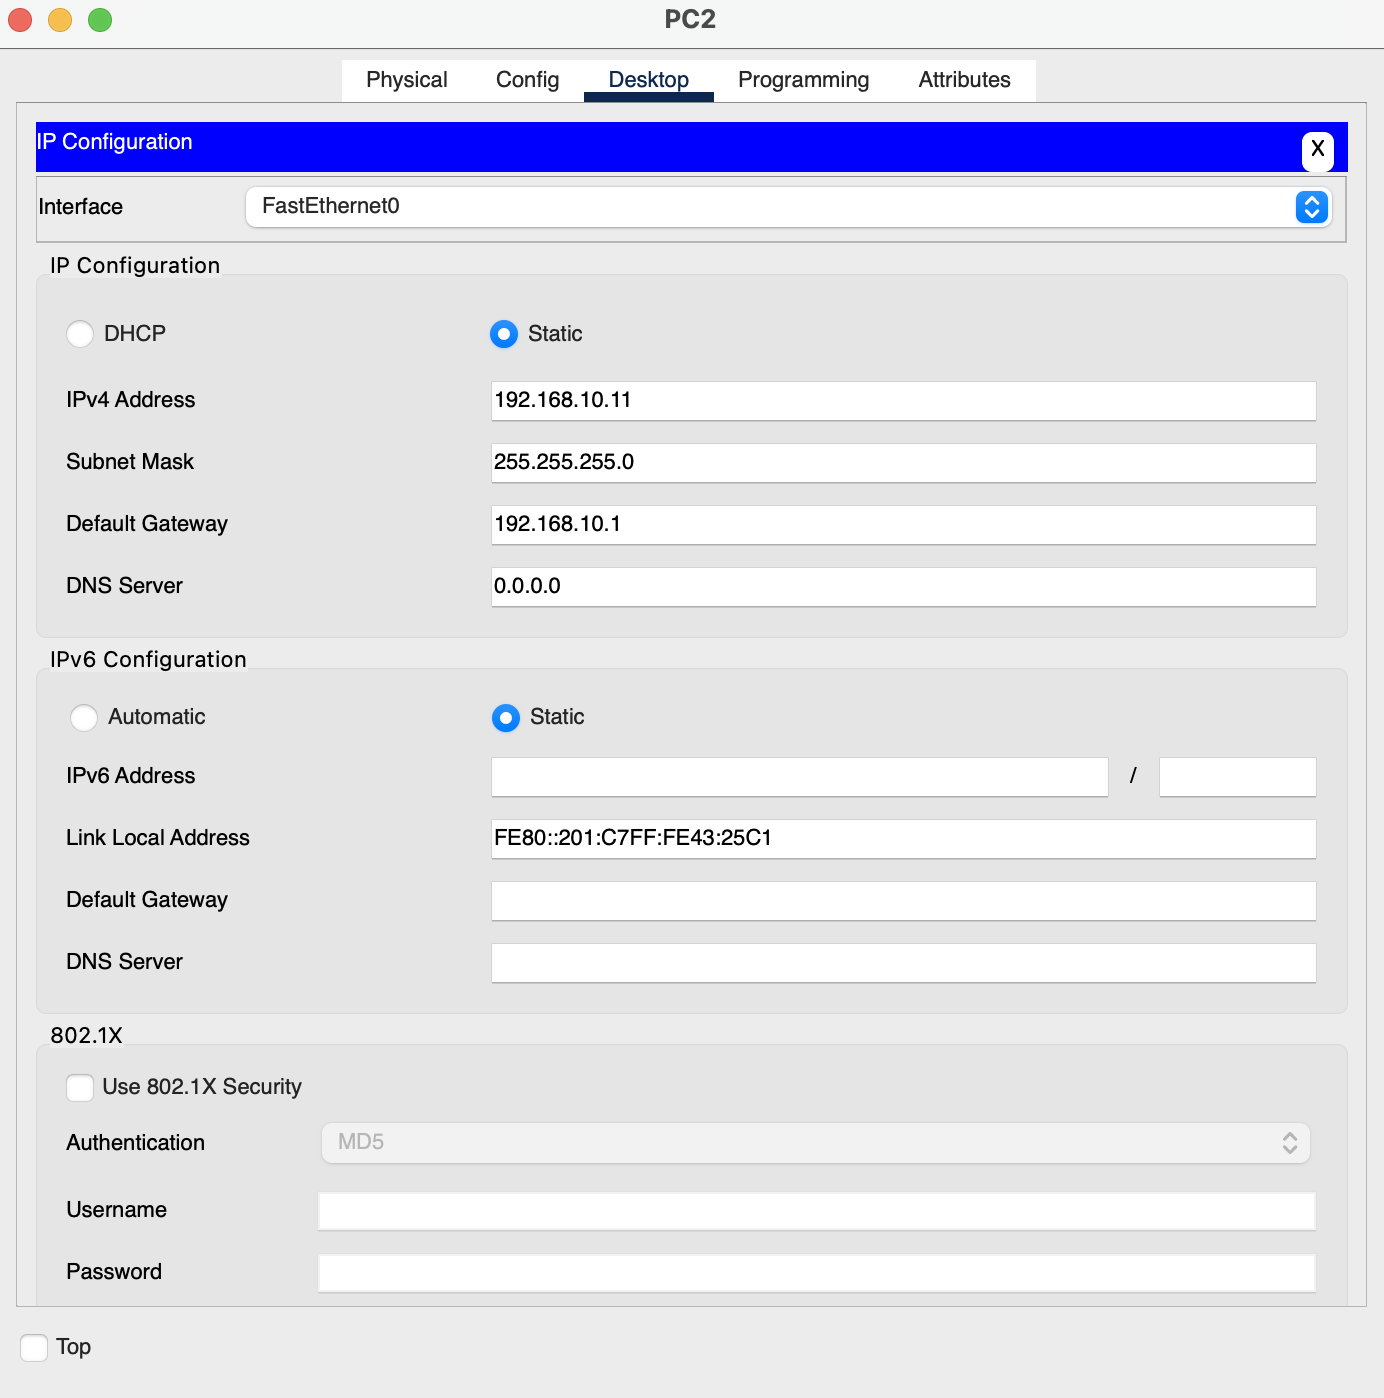 PC2
Physical Config Desktop Programming Attributes
IP Configuration X
Interface FastEthernet0
IP Configuration
DHCP Static
IPv4 Address 192.168.10.11
Subnet Mask 255.255.255.0
Default Gateway 192.168.10.1
DNS Server 0.0.0.0
IPv6 Configuration
Automatic Static
IPv6 Address /
Link Local Address FE80::201:C7FF:FE43:25C1
Default Gateway
DNS Server
802.1X
Use 802.1X Security
Authentication MD5
Username
Password
Top